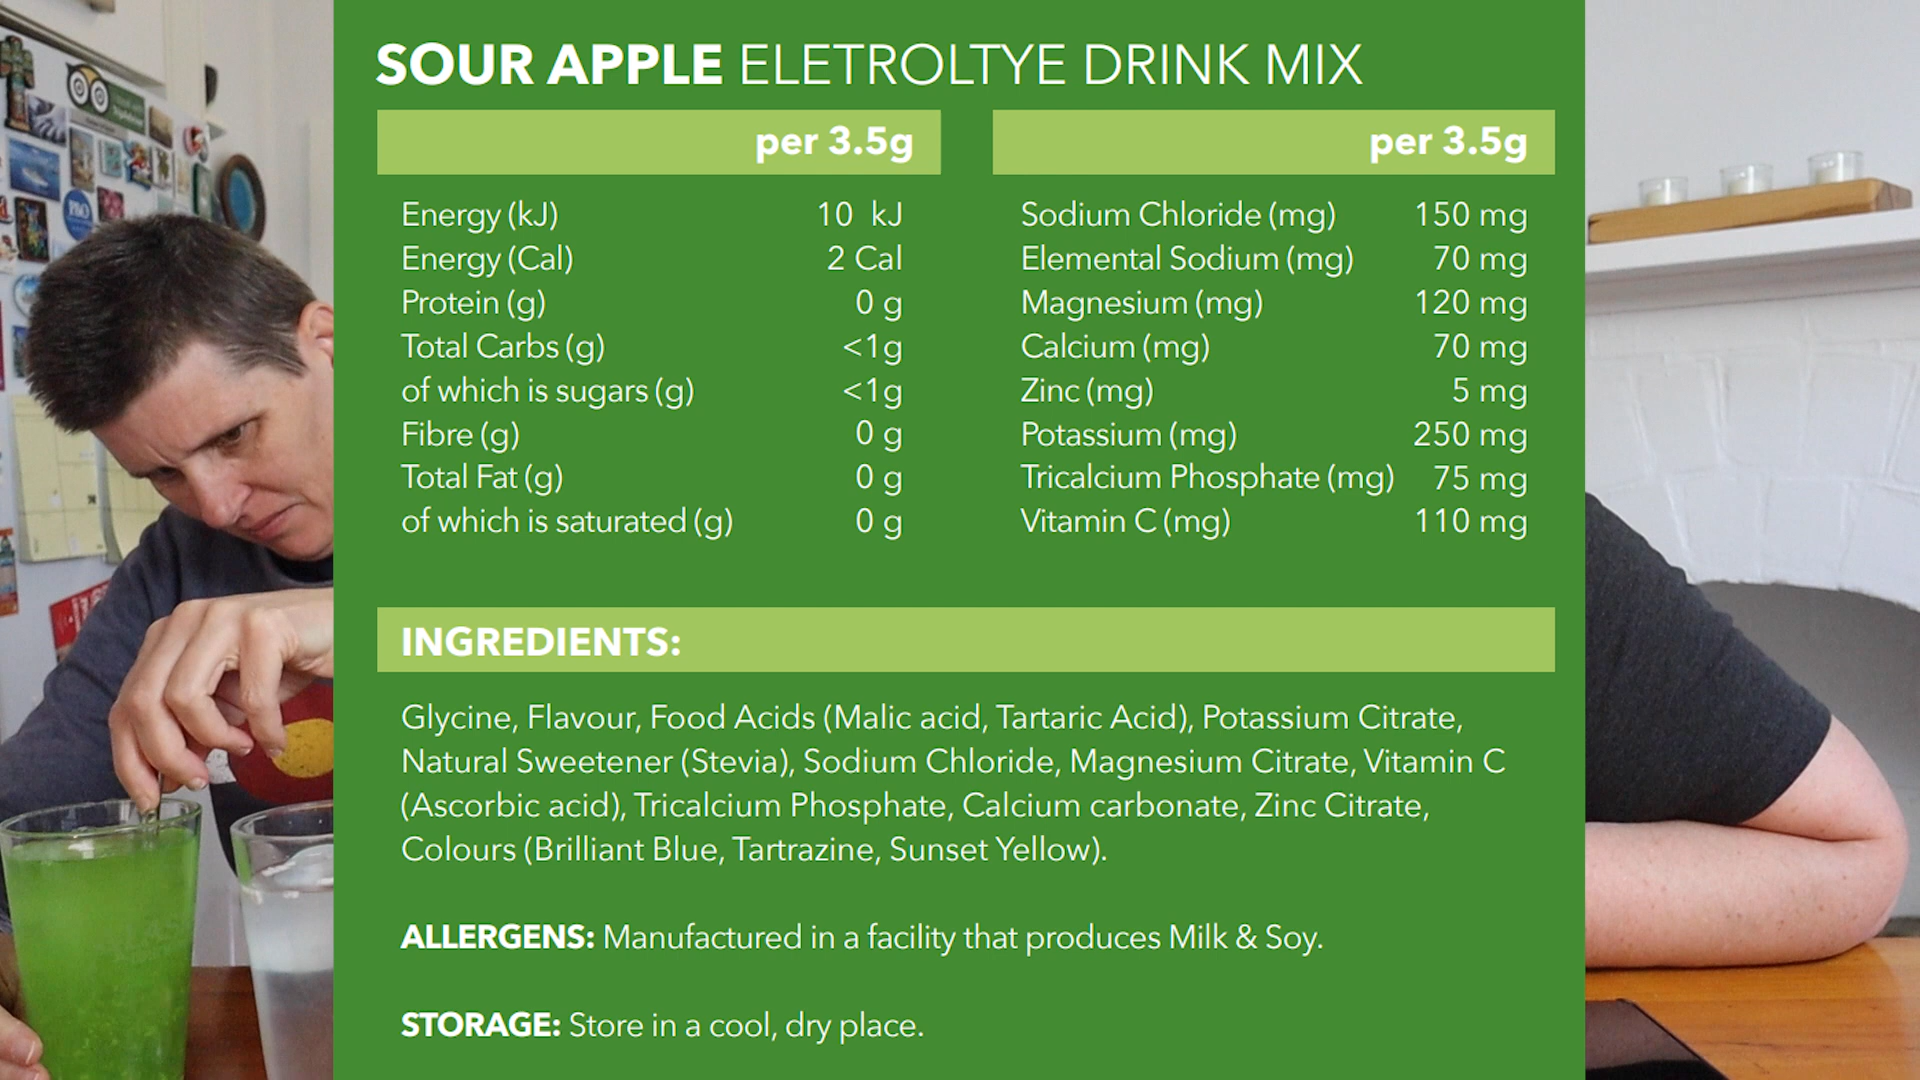 SOUR APPLE ELETROLTYE DRINK MIX
per 3.5g
Energy (kJ) 10 kJ
Energy (Cal) 2 Cal
Protein (g) 0 g
Total Carbs (g) <1g
of which is sugars (g) <1g
Fibre (g) 0 g
Total Fat (g) 0 g
of which is saturated (g) 0 g
per 3.5g
Sodium Chloride (mg) 150 mg
Elemental Sodium (mg) 70 mg
Magnesium (mg) 120 mg
Calcium (mg) 70 mg
Zinc (mg) 5 mg
Potassium (mg) 250 mg
Tricalcium Phosphate (mg) 75 mg
Vitamin C (mg) 110 mg
INGREDIENTS:
Glycine, Flavour, Food Acids (Malic acid, Tartaric Acid), Potassium Citrate,
Natural Sweetener (Stevia), Sodium Chloride, Magnesium Citrate, Vitamin C
(Ascorbic acid), Tricalcium Phosphate, Calcium carbonate, Zinc Citrate,
Colours (Brilliant Blue, Tartrazine, Sunset Yellow).
ALLERGENS: Manufactured in a facility that produces Milk & Soy.
STORAGE: Store in a cool, dry place.